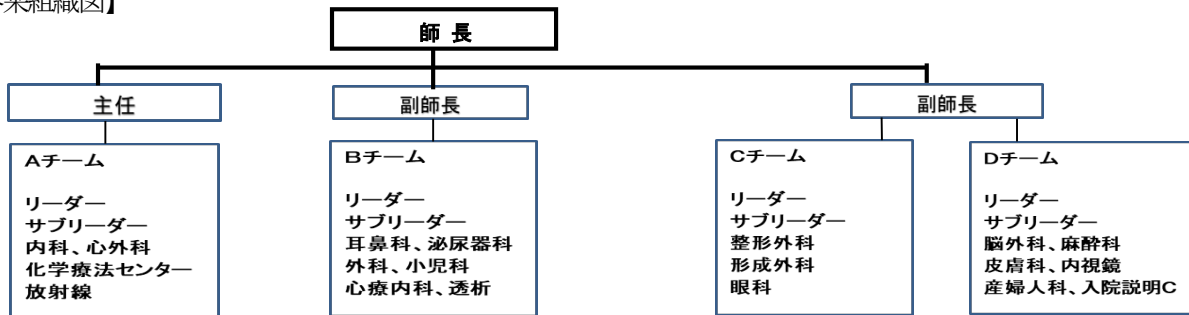 来組織図】
師 長
主任
副師長
副師長
Aチーム
リーダー
サブリーダー
内科、心外科
化学療法センター
放射線
Bチーム
リーダー
サブリーダー
耳鼻科、泌尿器科
外科、小児科
心療内科、透析
Cチーム
リーダー
サブリーダー
整形外科
形成外科
眼科
Dチーム
リーダー
サブリーダー
脳外科、麻酔科
皮膚科、内視鏡
産婦人科、入院説明C